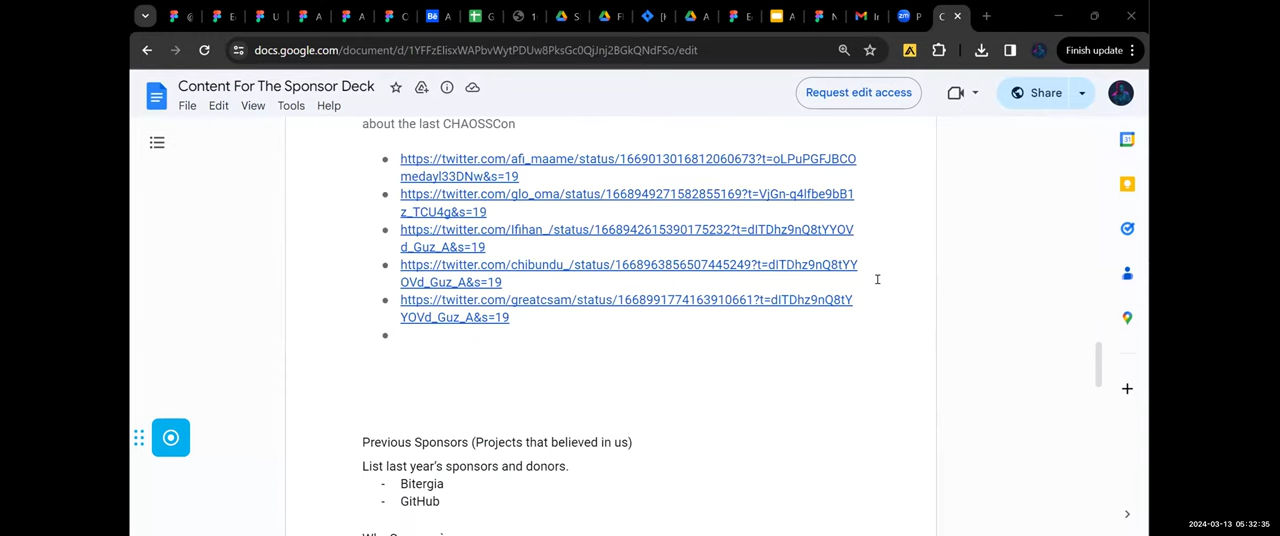 docs.google.com/document/d/1YFFzElisxWAPbvWytPDUw8PksGc0QjJnj2BGkQNdFSo/edit
Finish update
Content For The Sponsor Deck
File Edit View Tools Help
Request edit access
Share
about the last CHAOSSCon
https://twitter.com/afi_maame/status/1669013016812060673?t=oLPuPGFJBCO
medayl33DNw&s=19
https://twitter.com/glo_oma/status/1668949271582855169?t=VjGn-q4lfbe9bB1
z_TCU4g&s=19
https://twitter.com/Ifihan_/status/1668942615390175232?t=dITDhz9nQ8tYYOV
d_Guz_A&s=19
https://twitter.com/chibundu_/status/1668963856507445249?t=dITDhz9nQ8tYY
OVd_Guz_A&s=19
https://twitter.com/greatcsam/status/1668991774163910661?t=dITDhz9nQ8tY
YOVd_Guz_A&s=19
Previous Sponsors (Projects that believed in us)
List last year's sponsors and donors.
- Bitergia
- GitHub
2024-03-13 05:32:35